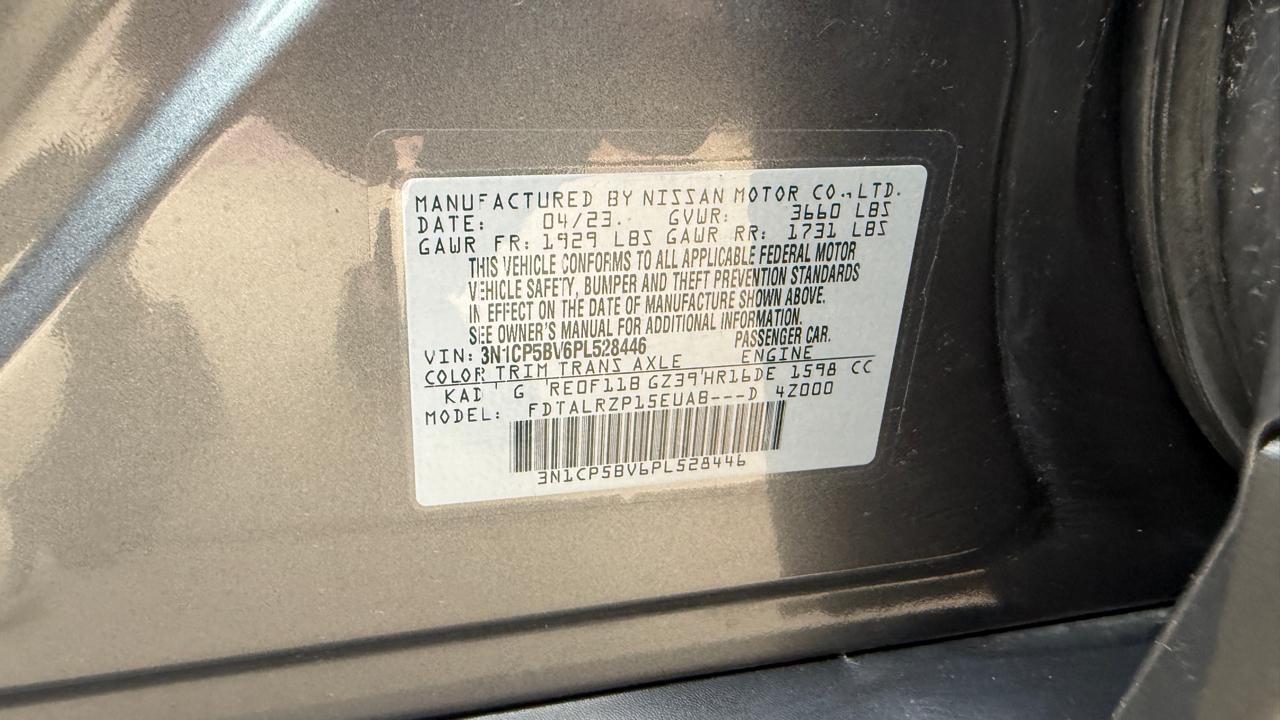 MANUFACTURED BY NISSAN MOTOR CO.,LTD.
DATE: 04/23. GVWR: 3660 LBS
GAWR FR: 1929 LBS GAWR RR: 1731 LBS
THIS VEHICLE CONFORMS TO ALL APPLICABLE FEDERAL MOTOR
VEHICLE SAFETY, BUMPER AND THEFT PREVENTION STANDARDS
IN EFFECT ON THE DATE OF MANUFACTURE SHOWN ABOVE.
SEE OWNER'S MANUAL FOR ADDITIONAL INFORMATION.
VIN: 3N1CP5BV6PL528446 PASSENGER CAR.
COLOR TRIM TRANS AXLE ENGINE
KAD G RE0F11B GZ39 HR16DE 1598 CC
MODEL: FDTALRZP15EUAB---D 4Z000
3N1CP5BV6PL528446